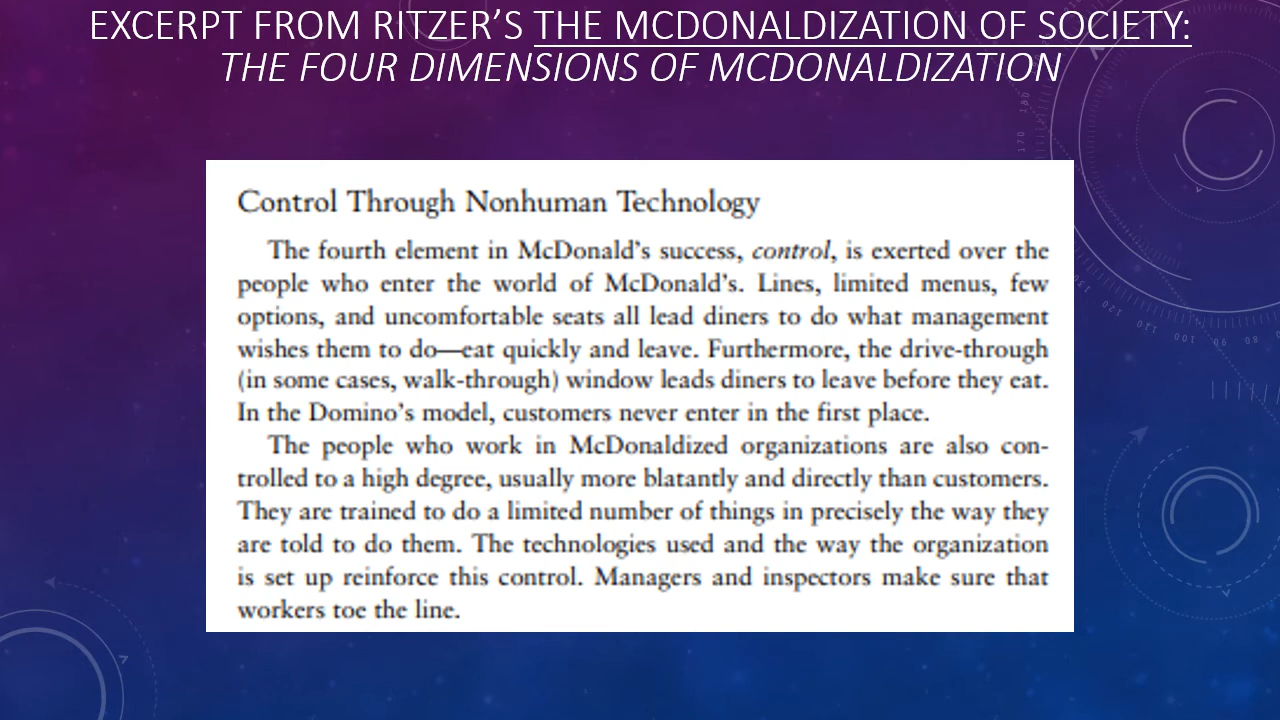 EXCERPT FROM RITZER'S THE MCDONALDIZATION OF SOCIETY:
THE FOUR DIMENSIONS OF MCDONALDIZATION
Control Through Nonhuman Technology
The fourth element in McDonald's success, control, is exerted over the
people who enter the world of McDonald's. Lines, limited menus, few
options, and uncomfortable seats all lead diners to do what management
wishes them to do—eat quickly and leave. Furthermore, the drive-through
(in some cases, walk-through) window leads diners to leave before they eat.
In the Domino's model, customers never enter in the first place.
The people who work in McDonaldized organizations are also con-
trolled to a high degree, usually more blatantly and directly than customers.
They are trained to do a limited number of things in precisely the way they
are told to do them. The technologies used and the way the organization
is set up reinforce this control. Managers and inspectors make sure that
workers toe the line.